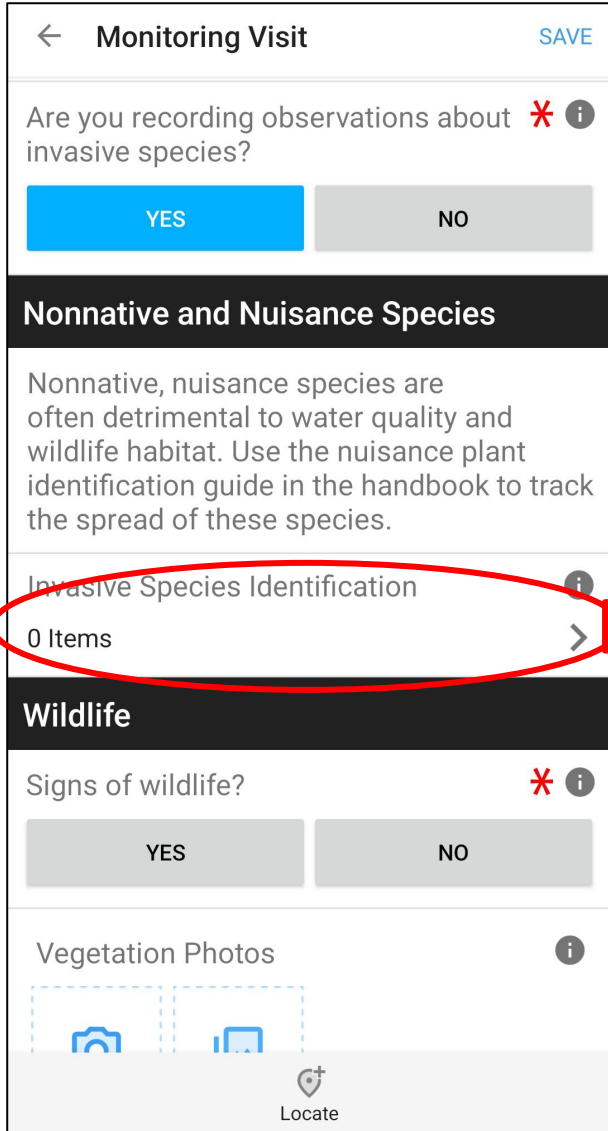 Monitoring Visit SAVE
Are you recording observations about
invasive species?
YES NO
Nonnative and Nuisance Species
Nonnative, nuisance species are
often detrimental to water quality and
wildlife habitat. Use the nuisance plant
identification guide in the handbook to track
the spread of these species.
Invasive Species Identification
0 Items
Wildlife
Signs of wildlife?
YES NO
Vegetation Photos
Locate